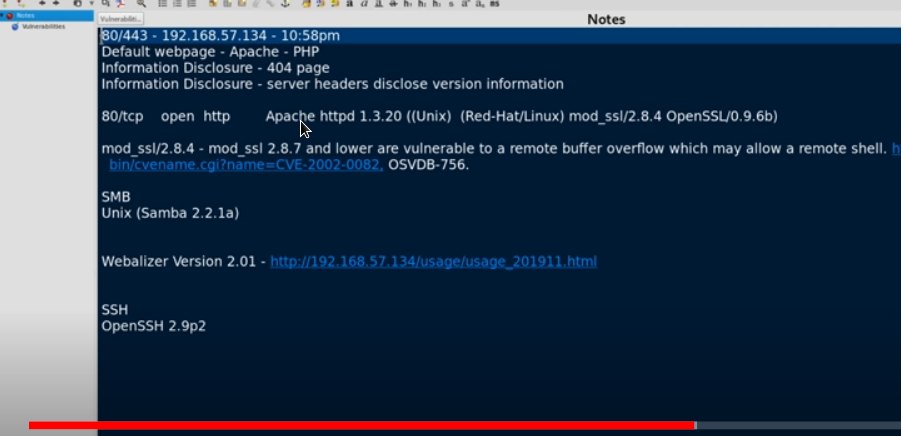 Notes
Notes
Vulnerabilities
Vulnerabiliti...
80/443 - 192.168.57.134 - 10:58pm
Default webpage - Apache - PHP
Information Disclosure - 404 page
Information Disclosure - server headers disclose version information
80/tcp open http Apache httpd 1.3.20 ((Unix) (Red-Hat/Linux) mod_ssl/2.8.4 OpenSSL/0.9.6b)
mod_ssl/2.8.4 - mod_ssl 2.8.7 and lower are vulnerable to a remote buffer overflow which may allow a remote shell. h
bin/cvename.cgi?name=CVE-2002-0082, OSVDB-756.
SMB
Unix (Samba 2.2.1a)
Webalizer Version 2.01 - http://192.168.57.134/usage/usage_201911.html
SSH
OpenSSH 2.9p2